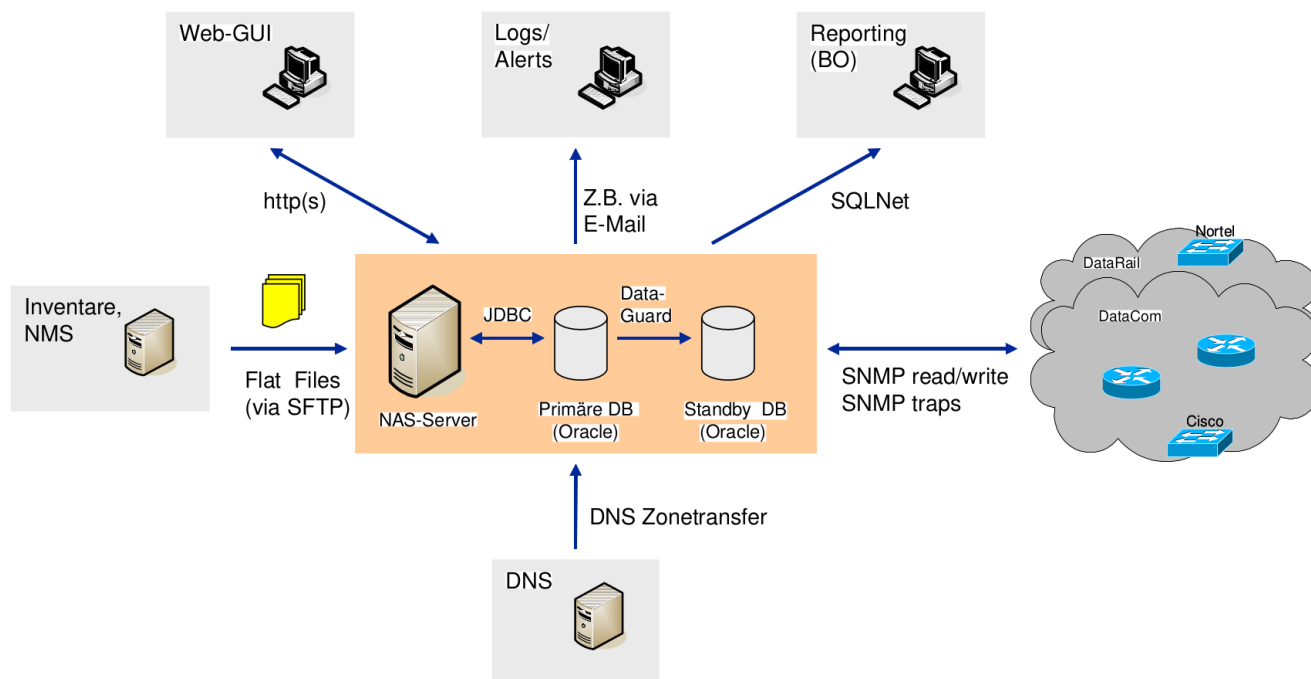 Web-GUI
Logs/
Alerts
Reporting
(BO)
http(s)
Z.B. via
E-Mail
SQLNet
Inventare,
NMS
Flat Files
(via SFTP)
JDBC
Data-
Guard
NAS-Server
Primäre DB
(Oracle)
Standby DB
(Oracle)
SNMP read/write
SNMP traps
Nortel
DataRail
DataCom
Cisco
DNS Zonetransfer
DNS